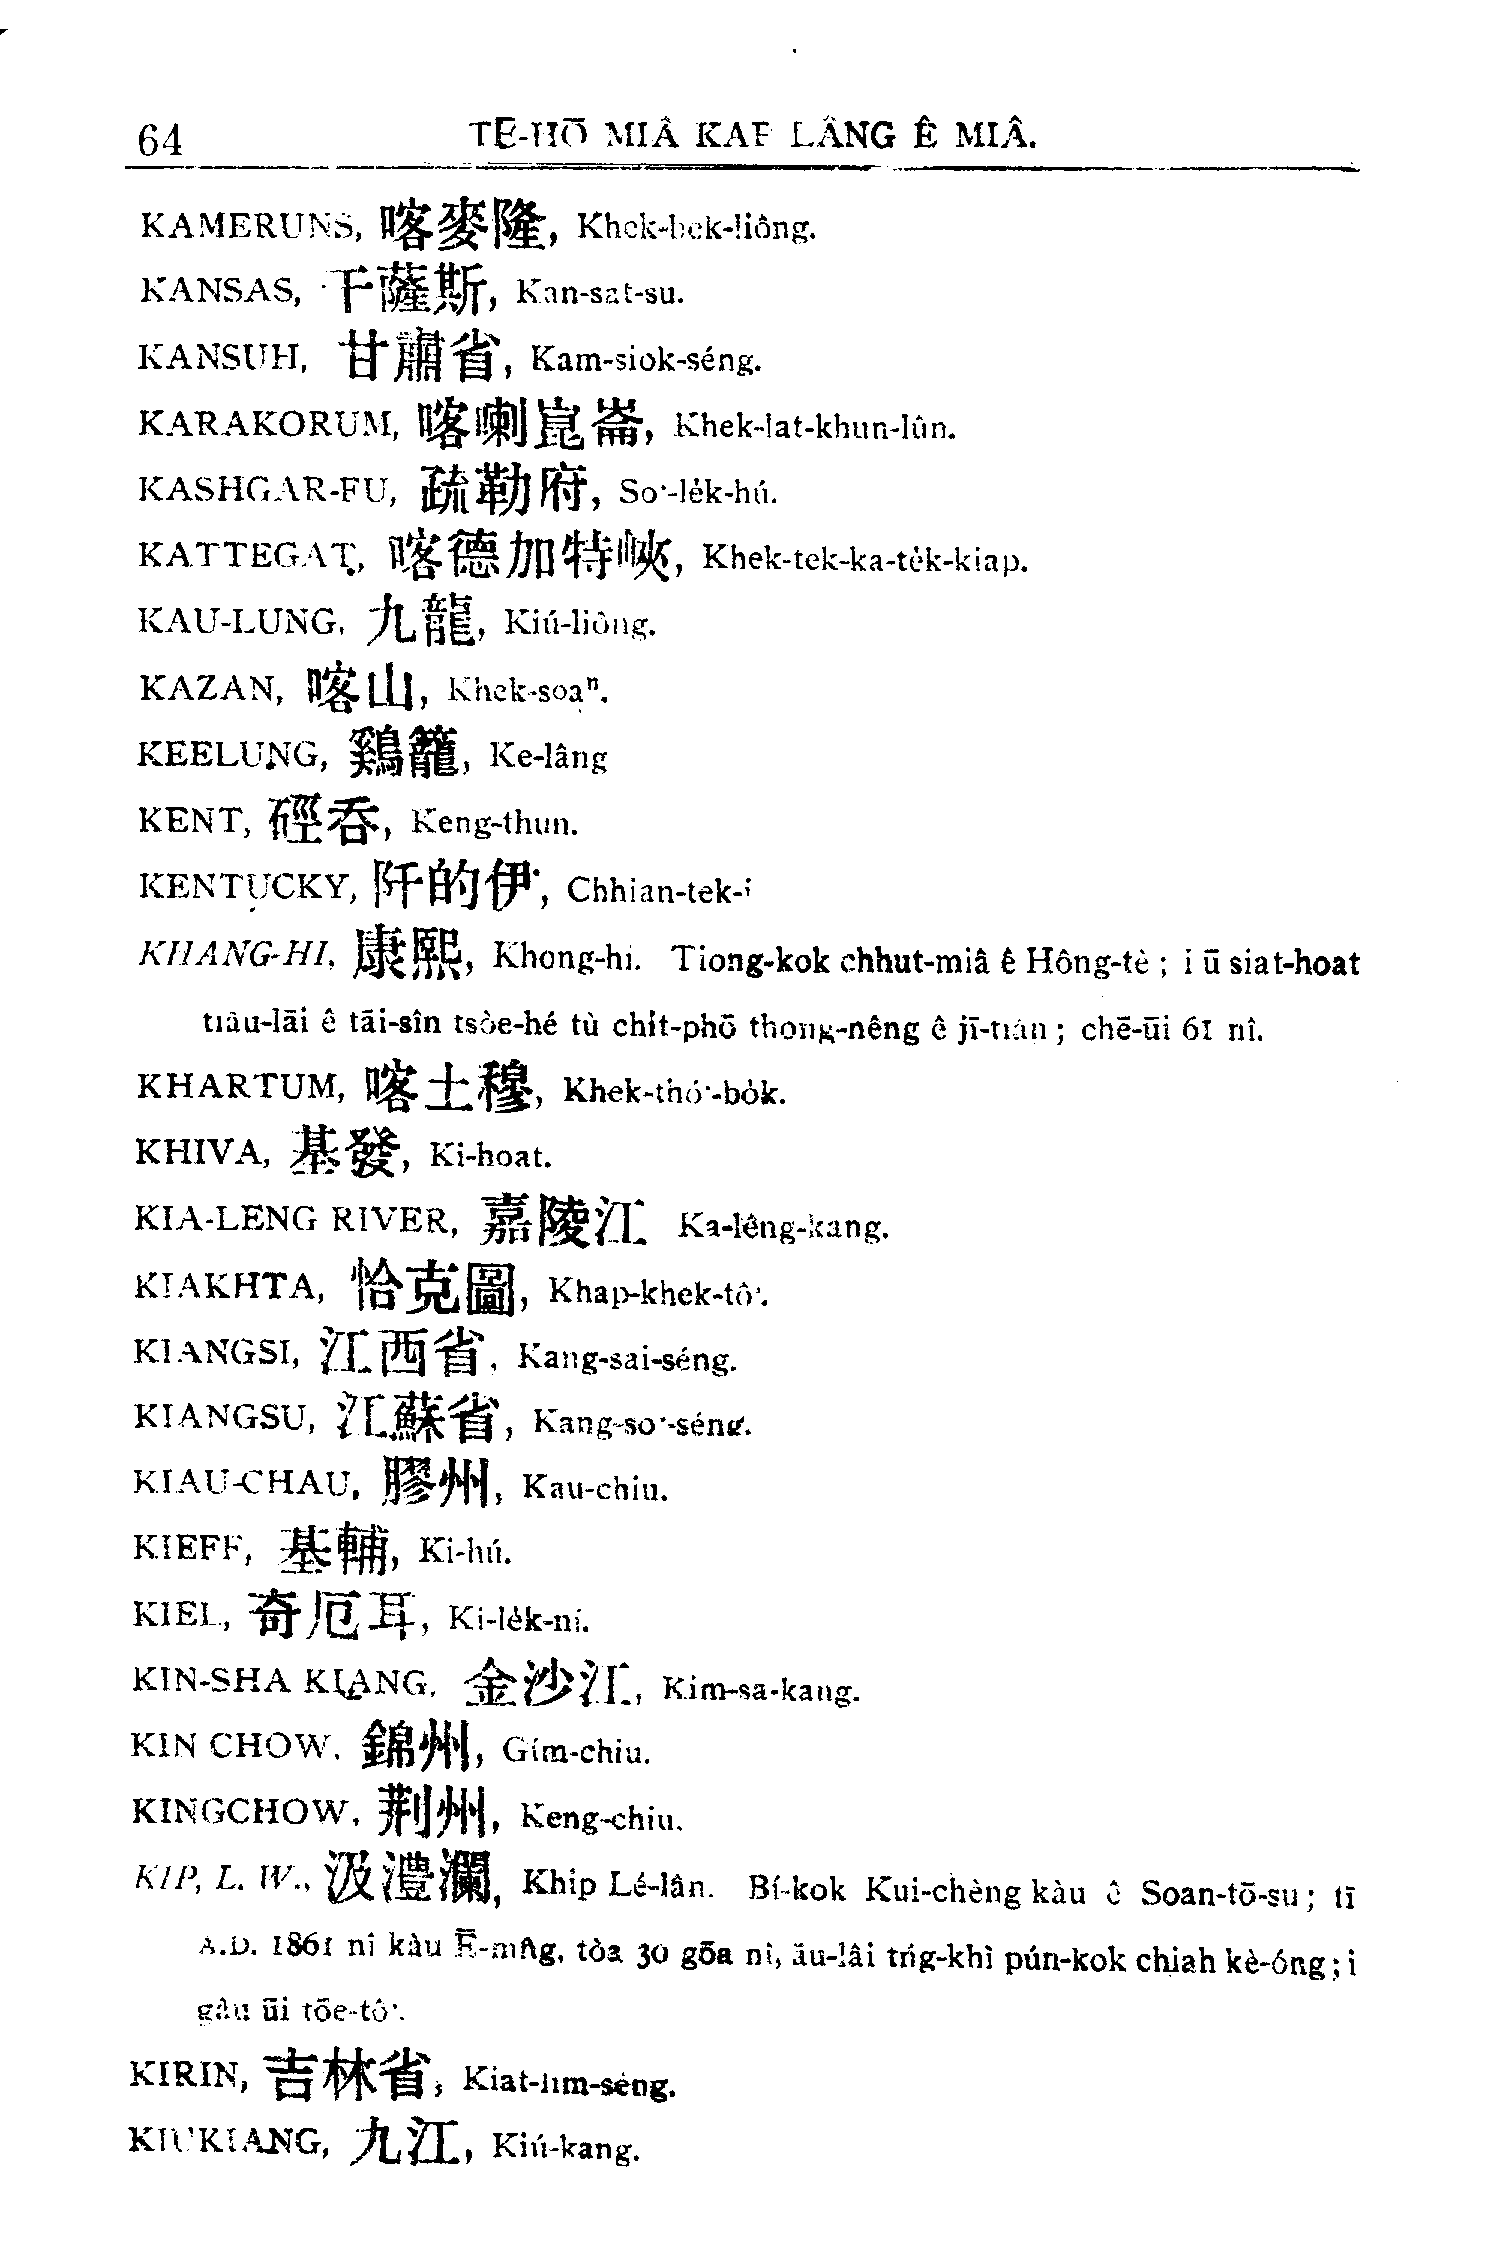 64 TĒ-HŌ MIÂ KAP LÂNG Ê MIÂ.
KAMERUNS, 喀麥隆, Khek-bek-liông.
KANSAS, 干薩斯, Kan-sat-su.
KANSUH, 甘肅省, Kam-siok-séng.
KARAKORUM, 喀喇崑崙, Khek-lat-khun-lûn.
KASHGAR-FU, 疏勒府, So͘-le̍k-hú.
KATTEGAT, 喀德加特峽, Khek-tek-ka-te̍k-kiap.
KAU-LUNG, 九龍, Kiú-liông.
KAZAN, 喀山, Khek-soaⁿ.
KEELUNG, 鷄籠, Ke-lâng
KENT, 硜呑, Keng-thun.
KENTUCKY, 阡的伊, Chhian-tek-i
KHANG-HI, 康熙, Khong-hi. Tiong-kok chhut-miâ ê Hông-tè; i ū siat-hoat
tiâu-lāi ê tāi-sîn tsòe-hé tù chi̍t-phō thong-nêng ê jī-tián; chē-ūi 61 nî.
KHARTUM, 喀土穆, Khek-thó͘-bo̍k.
KHIVA, 基發, Ki-hoat.
KIA-LENG RIVER, 嘉陵江 Ka-lêng-kang.
KIAKHTA, 恰克圖, Khap-khek-tô͘.
KIANGSI, 江西省, Kang-sai-séng.
KIANGSU, 江蘇省, Kang-so͘-séng.
KIAU-CHAU, 膠州, Kau-chiu.
KIEFF, 基輔, Ki-hú.
KIEL, 奇厄耳, Ki-le̍k-ní.
KIN-SHA KIANG, 金沙江, Kim-sa-kang.
KIN CHOW, 錦州, Gím-chiu.
KINGCHOW, 荆州, Keng-chiu.
KIP, L. W., 汲澧瀾, Khip Lé-lân. Bí-kok Kui-chèng kàu ê Soan-tō-su; tī
A.D. 1861 nî kàu Ē-mn̂g, tòa 30 gōa nî, āu-lâi tńg-khì pún-kok chiah kè-óng; i
gâu ūi tōe-tô͘.
KIRIN, 吉林省, Kiat-lîm-séng.
KIUKIANG, 九江, Kiú-kang.